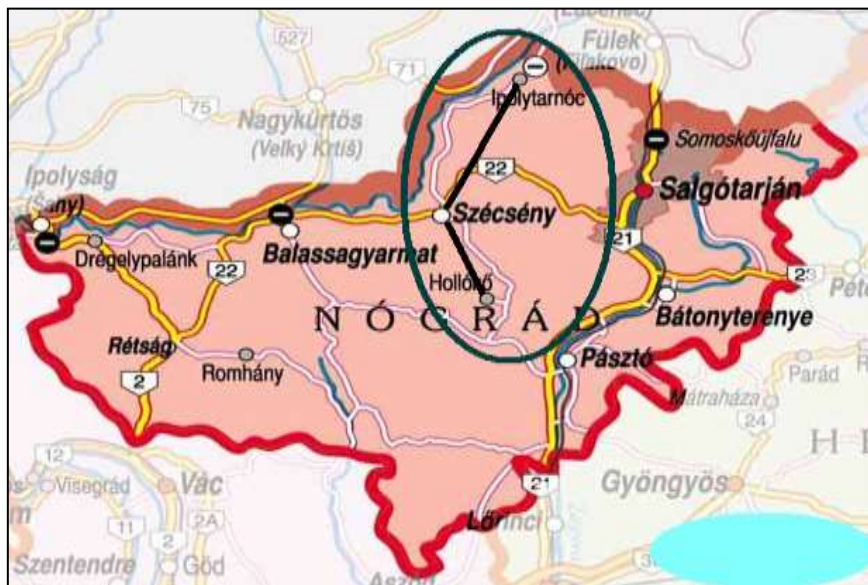 527
71
Fülek
(Fiľakovo)
Ipolytarnóc
75
Nagykürtös
(Velký Krtíš)
Somoskőújfalu
Ipolyság
(Šany)
22
Salgótarján
Szécsény
21
Balassagyarmat
Drégelypalánk
22
Hollókő
23
NÓGRÁD
Bátonyterenye
Rétság
Romhány
Pásztó
2
Parád
Mátraháza
24
12
Visegrád
Vác
21
Gyöngyös
Lőrinci
11
2A
Szentendre
Göd